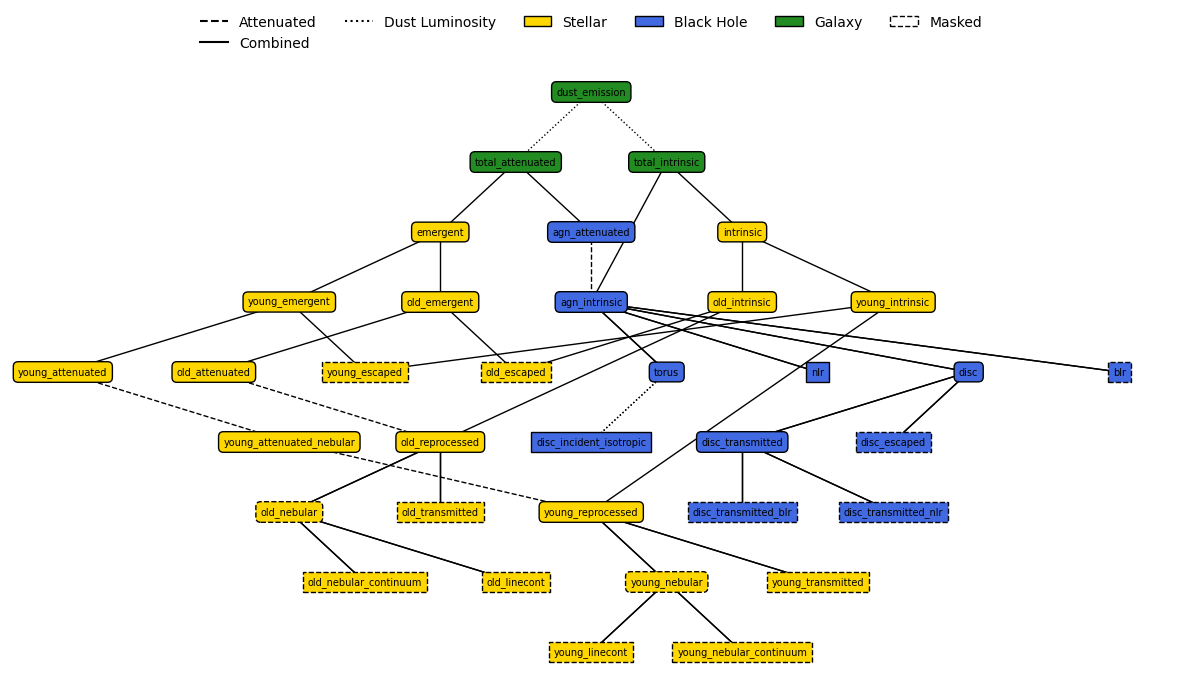 Attenuated Dust Luminosity Stellar Black Hole Galaxy Masked
Combined
dust_emission
total_attenuated total_intrinsic
emergent agn_attenuated intrinsic
young_emergent old_emergent agn_intrinsic old_intrinsic young_intrinsic
young_attenuated old_attenuated young_escaped old_escaped torus nlr disc blr
young_attenuated_nebular old_reprocessed disc_incident_isotropic disc_transmitted disc_escaped
old_nebular old_transmitted young_reprocessed disc_transmitted_blr disc_transmitted_nlr
old_nebular_continuum old_linecont young_nebular young_transmitted
young_linecont young_nebular_continuum